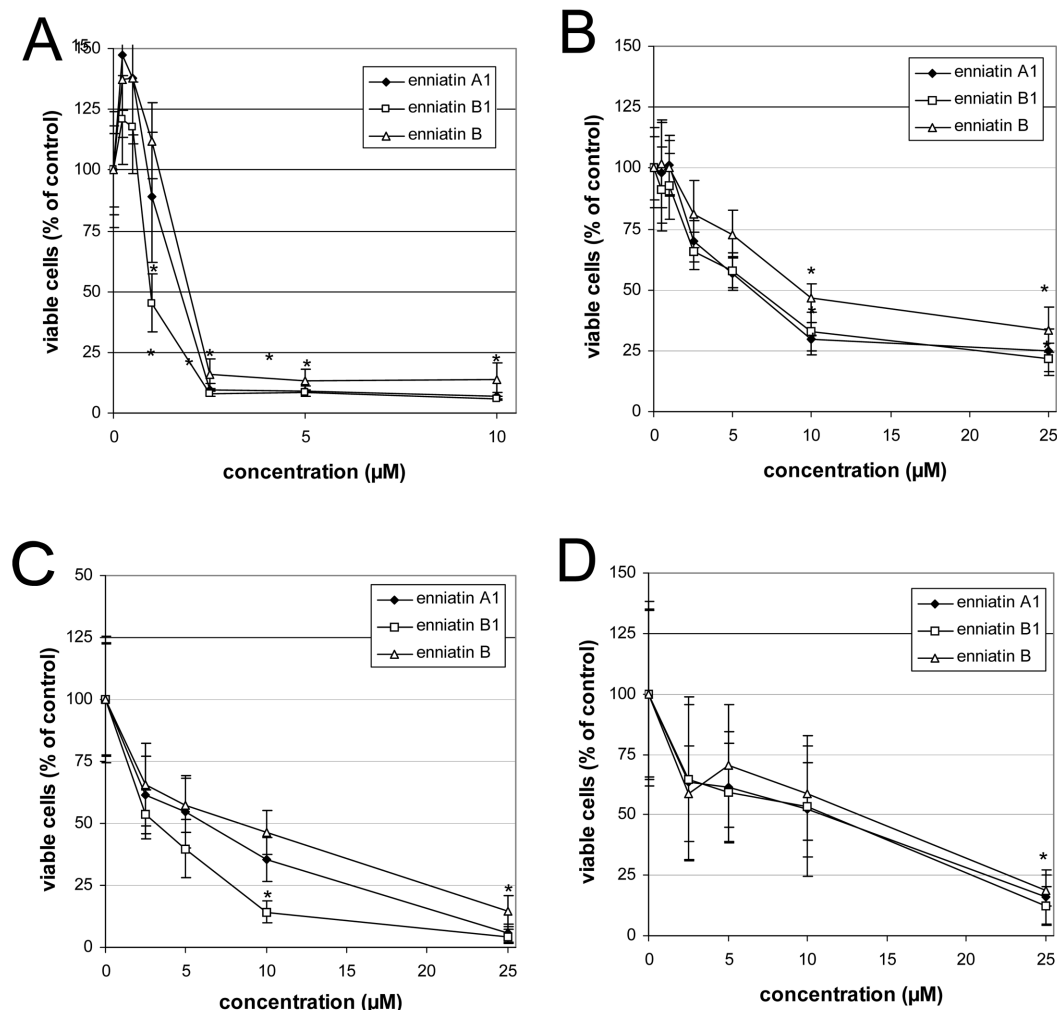 A
15
150
125
100
75
50
25
0
viable cells (% of control)
enniatin A1
enniatin B1
enniatin B
*
*
*
*
*
*
*
0
5
10
concentration (µM)
B
150
125
100
75
50
25
0
viable cells (% of control)
enniatin A1
enniatin B1
enniatin B
*
*
*
*
0
5
10
15
20
25
concentration (µM)
C
50
125
100
75
50
25
0
viable cells (% of control)
enniatin A1
enniatin B1
enniatin B
*
*
0
5
10
15
20
25
concentration (µM)
D
150
125
100
75
50
25
0
viable cells (% of control)
enniatin A1
enniatin B1
enniatin B
*
0
5
10
15
20
25
concentration (µM)